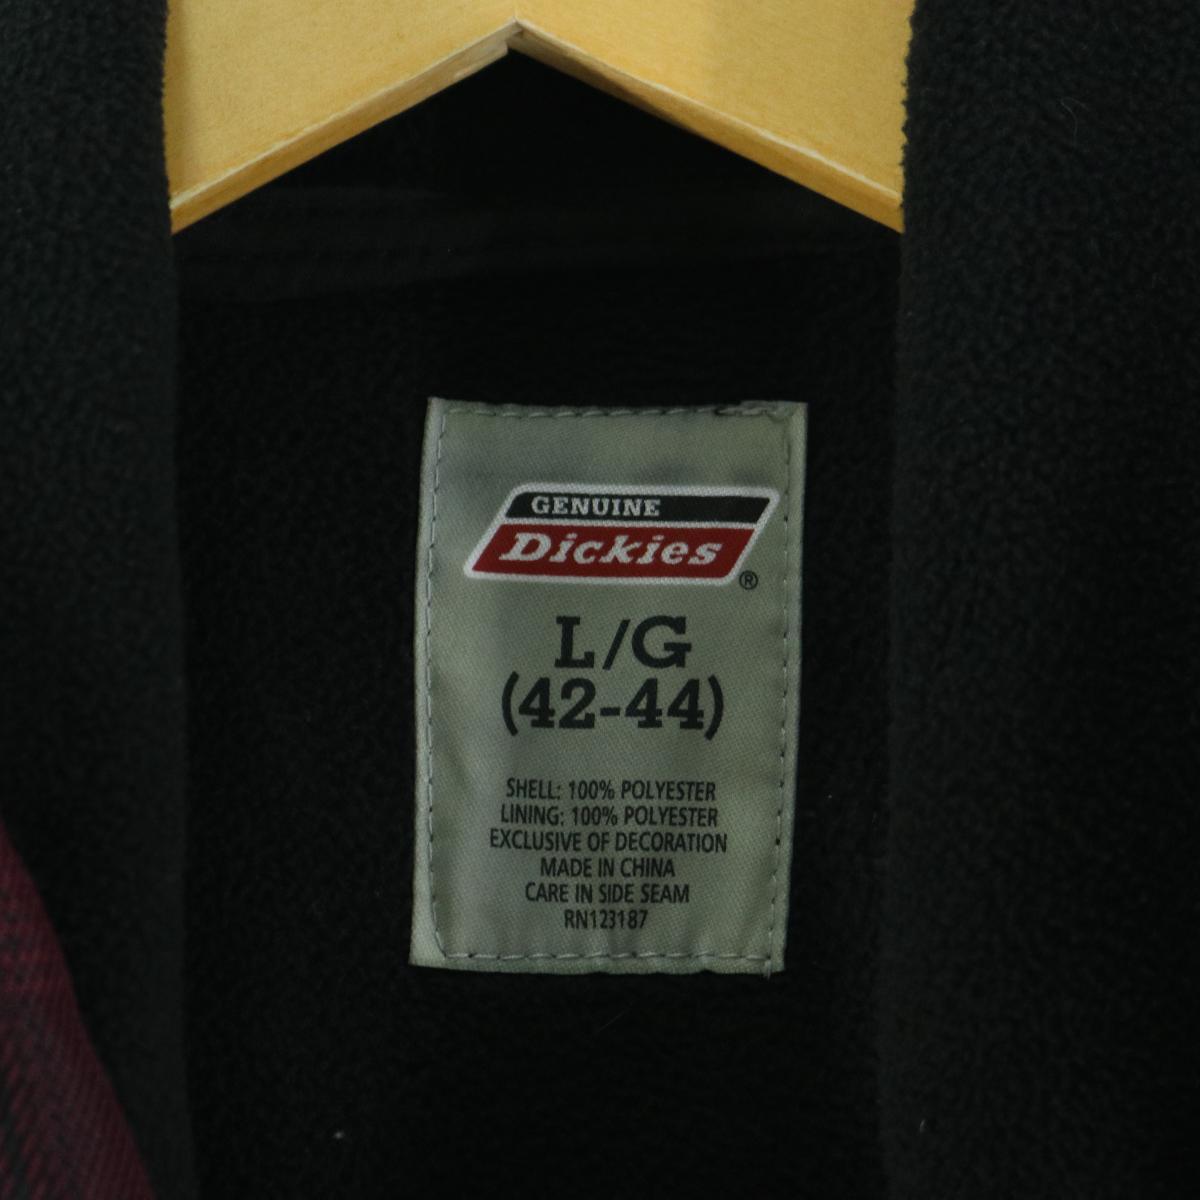 GENUINE
Dickies
®
L/G
(42-44)
SHELL: 100% POLYESTER
LINING: 100% POLYESTER
EXCLUSIVE OF DECORATION
MADE IN CHINA
CARE IN SIDE SEAM
RN123187